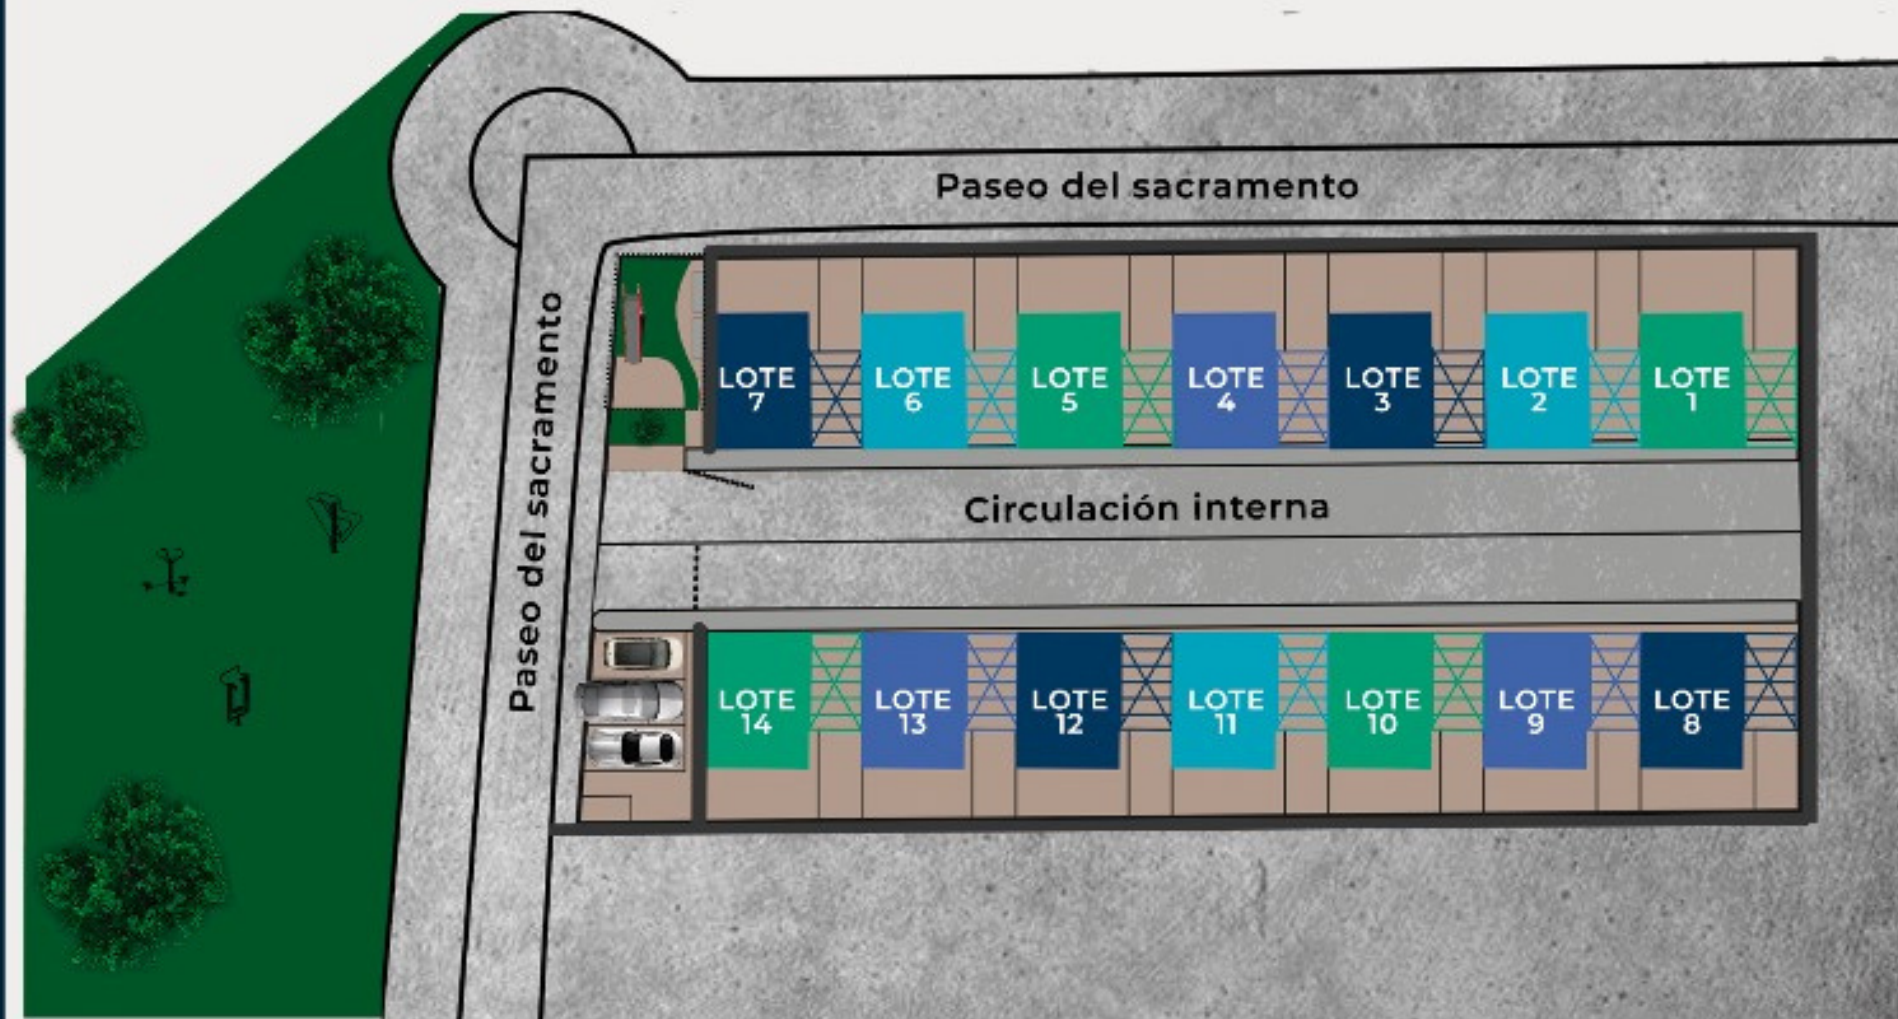 Paseo del sacramento
Paseo del sacramento
LOTE
7
LOTE
6
LOTE
5
LOTE
4
LOTE
3
LOTE
2
LOTE
1
Circulación interna
LOTE
14
LOTE
13
LOTE
12
LOTE
11
LOTE
10
LOTE
9
LOTE
8